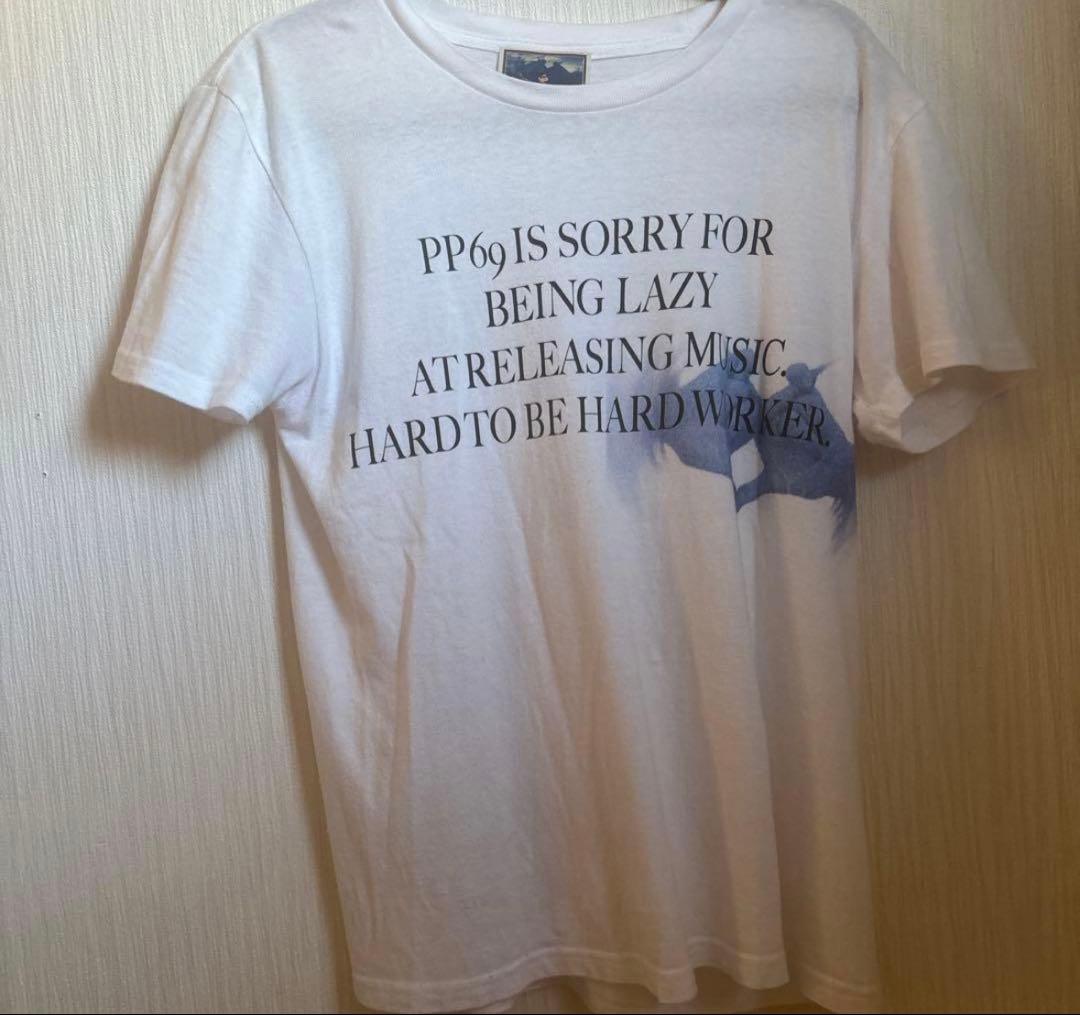 PP69 IS SORRY FOR
BEING LAZY
AT RELEASING MUSIC.
HARD TO BE HARD WORKER.